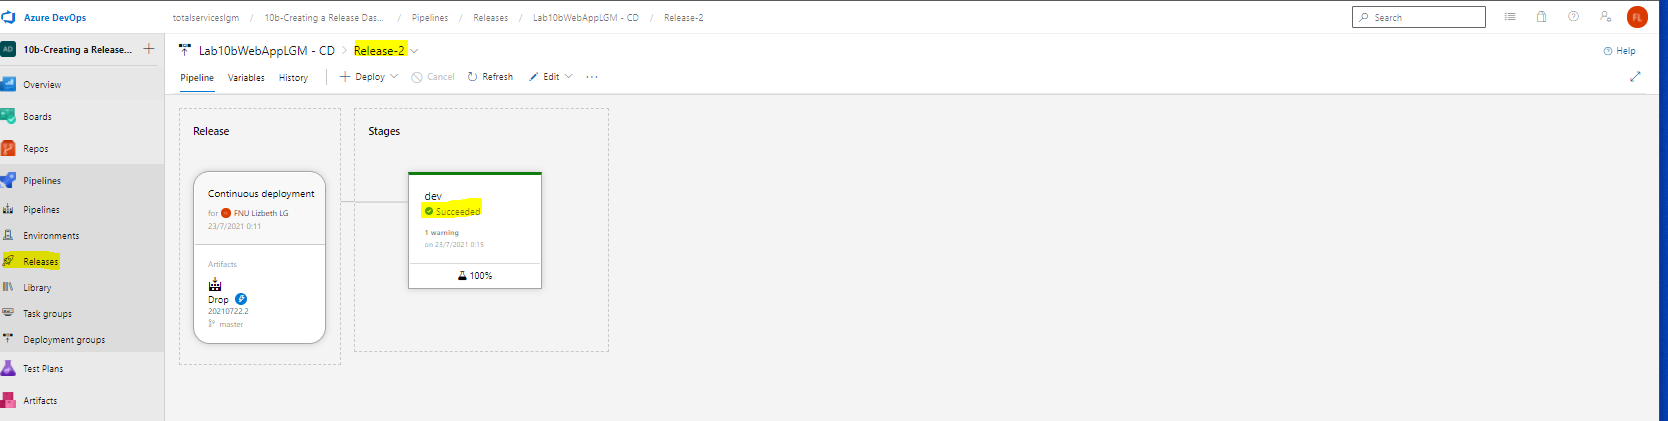 Azure DevOps
totalserviceslgm / 10b-Creating a Release Das... / Pipelines / Releases / Lab10bWebAppLGM - CD / Release-2
Search
FL
AD 10b-Creating a Release... +
Lab10bWebAppLGM - CD > Release-2
Help
Pipeline Variables History
+ Deploy Cancel Refresh Edit ...
Overview
Boards
Repos
Pipelines
Pipelines
Environments
Releases
Library
Task groups
Deployment groups
Test Plans
Artifacts
Release
Continuous deployment
for FNU Lizbeth LG
23/7/2021 0:11
Artifacts
Drop
20210722.2
master
Stages
dev
Succeeded
1 warning
on 23/7/2021 0:15
100%